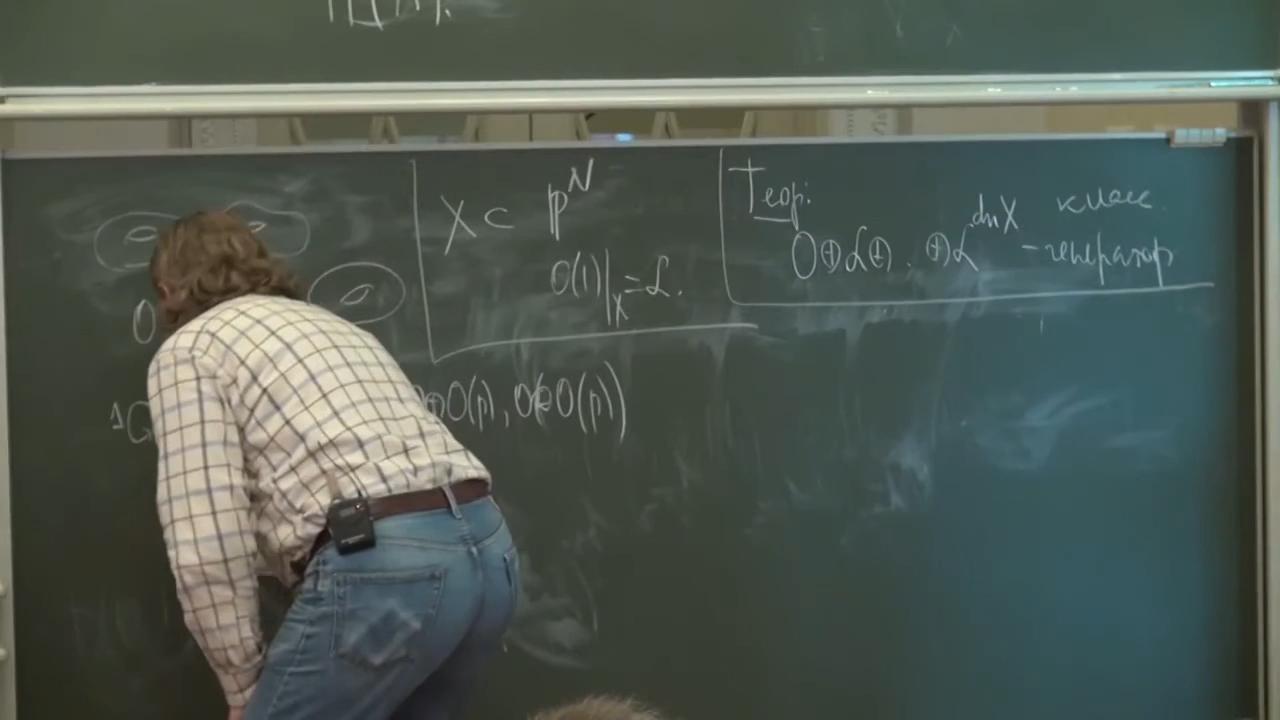 X ⊂ P^N
O(1)|_X = L.
Теор:
O⊕L⊕ . ⊕L^{dim X} класс.
– генератор
⊕O(p), O⊕O(p))